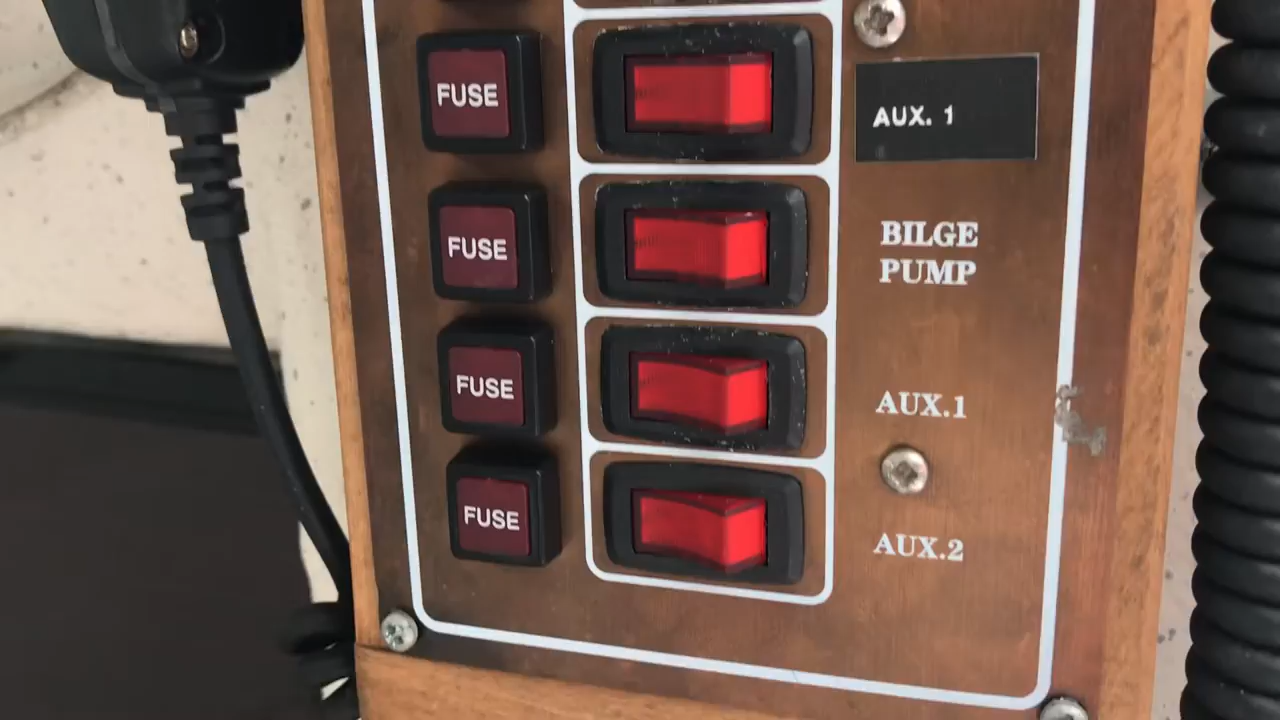 FUSE
AUX. 1
FUSE
BILGE
PUMP
FUSE
AUX.1
FUSE
AUX.2